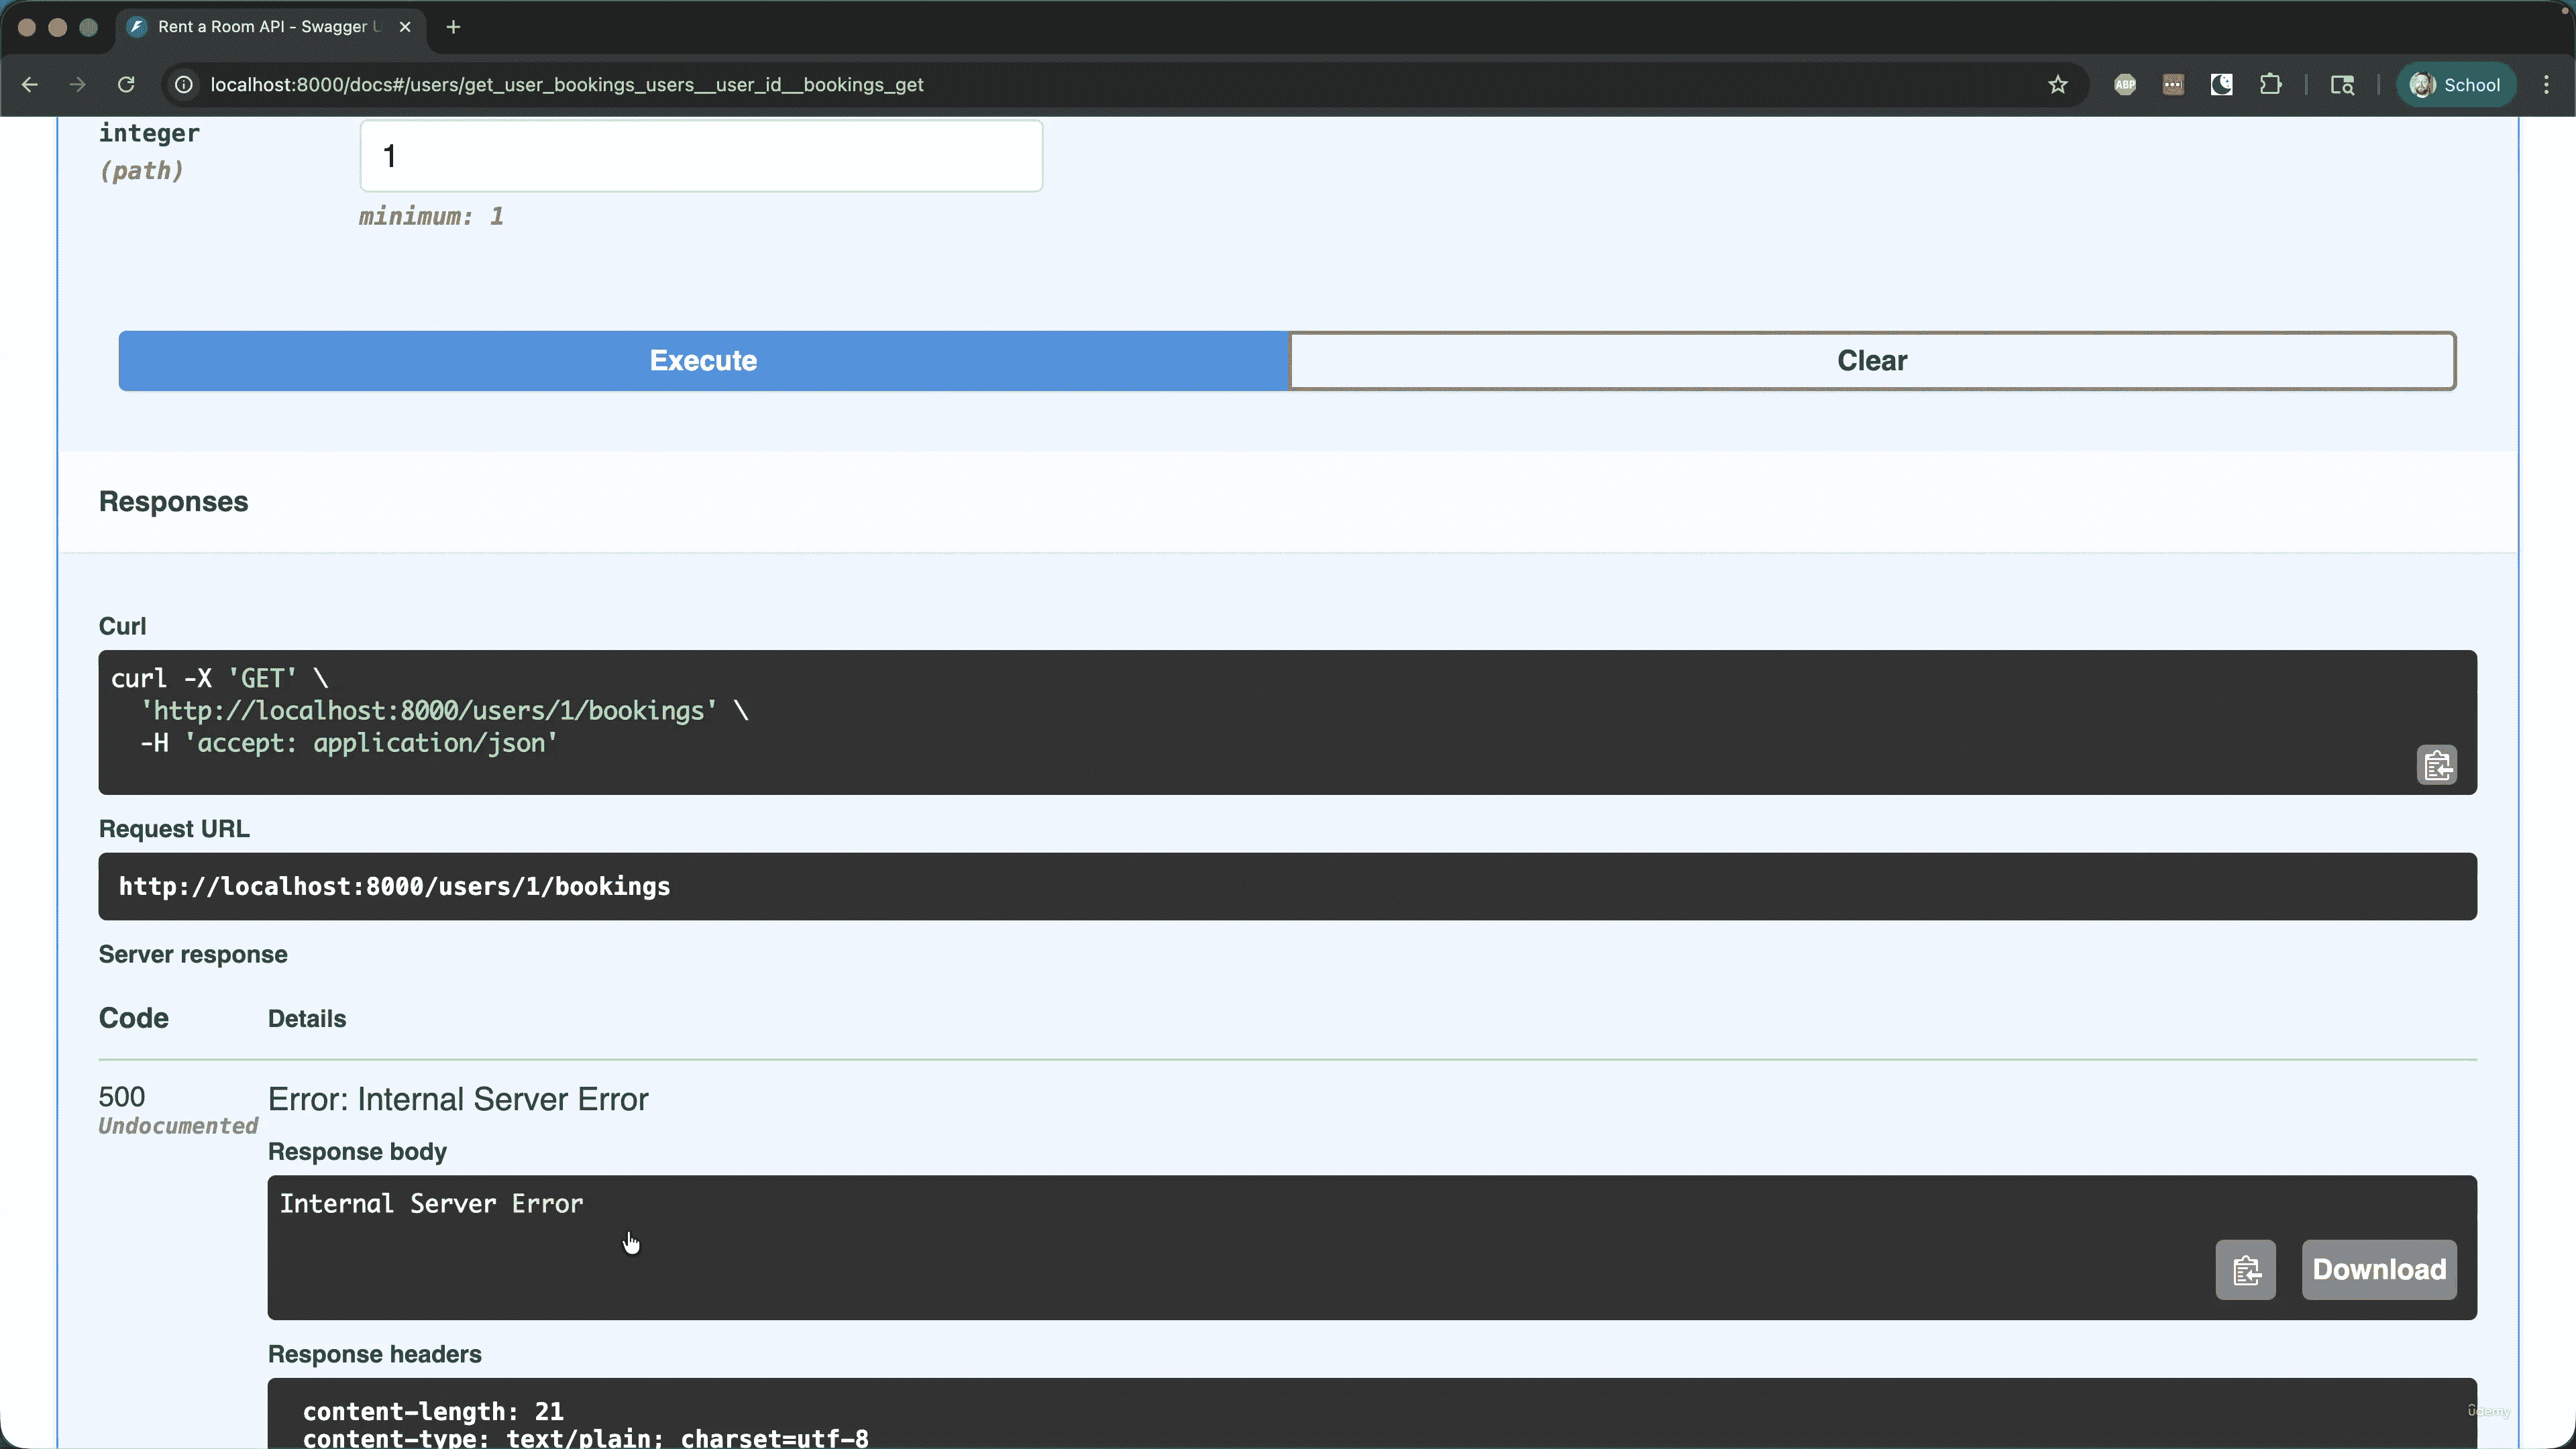 Rent a Room API - Swagger U
localhost:8000/docs#/users/get_user_bookings_users__user_id__bookings_get
ABP
School
integer
(path)
1
minimum: 1
Execute
Clear
Responses
Curl
curl -X 'GET' \
'http://localhost:8000/users/1/bookings' \
-H 'accept: application/json'
Request URL
http://localhost:8000/users/1/bookings
Server response
Code
Details
500
Undocumented
Error: Internal Server Error
Response body
Internal Server Error
Download
Response headers
content-length: 21
content-type: text/plain; charset=utf-8
ûdemy